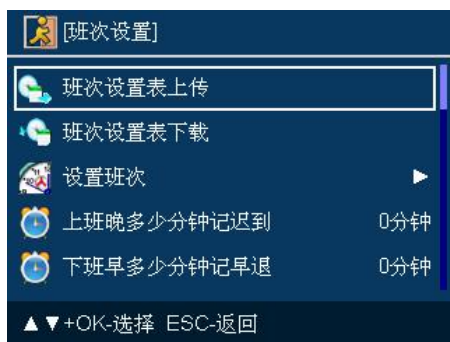 [班次设置]
班次设置表上传
班次设置表下载
设置班次
上班晚多少分钟记迟到 0分钟
下班早多少分钟记早退 0分钟
▲▼+OK-选择 ESC-返回